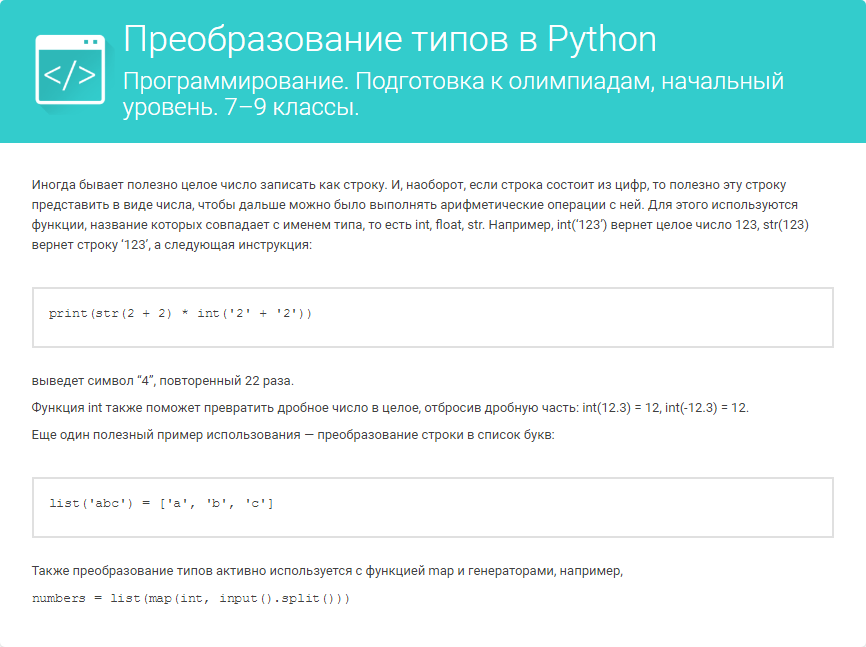 </>
Преобразование типов в Python
Программирование. Подготовка к олимпиадам, начальный
уровень. 7–9 классы.
Иногда бывает полезно целое число записать как строку. И, наоборот, если строка состоит из цифр, то полезно эту строку
представить в виде числа, чтобы дальше можно было выполнять арифметические операции с ней. Для этого используются
функции, название которых совпадает с именем типа, то есть int, float, str. Например, int(‘123’) вернет целое число 123, str(123)
вернет строку ‘123’, а следующая инструкция:
print(str(2 + 2) * int('2' + '2'))
выведет символ “4”, повторенный 22 раза.
Функция int также поможет превратить дробное число в целое, отбросив дробную часть: int(12.3) = 12, int(-12.3) = 12.
Еще один полезный пример использования — преобразование строки в список букв:
list('abc') = ['a', 'b', 'c']
Также преобразование типов активно используется с функцией map и генераторами, например,
numbers = list(map(int, input().split()))